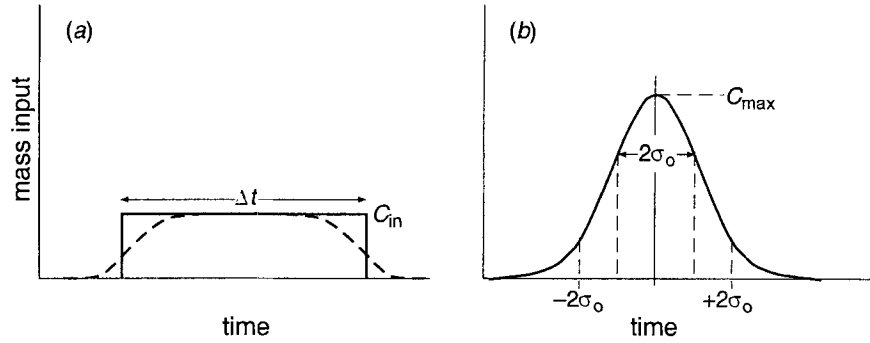 (a)
mass input
Δt
C_in
time
(b)
C_max
2σ_o
−2σ_o
+2σ_o
time